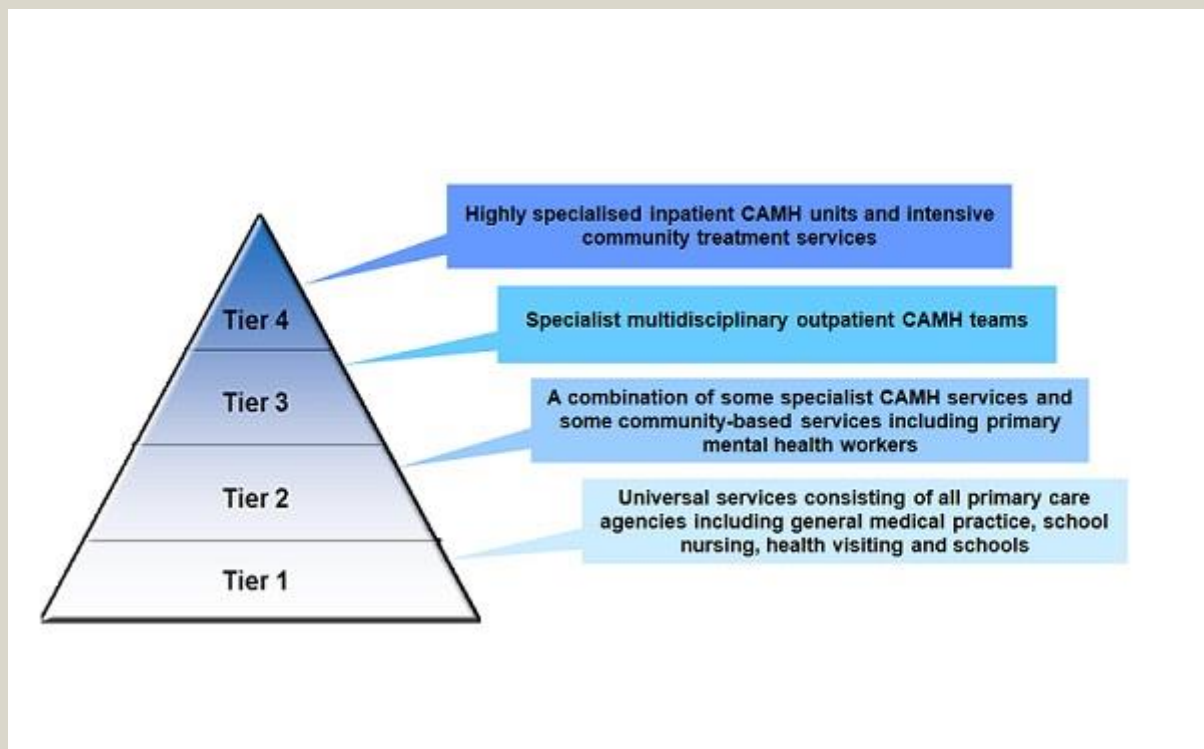 Highly specialised inpatient CAMH units and intensive
community treatment services
Tier 4
Specialist multidisciplinary outpatient CAMH teams
Tier 3
A combination of some specialist CAMH services and
some community-based services including primary
mental health workers
Tier 2
Universal services consisting of all primary care
agencies including general medical practice, school
nursing, health visiting and schools
Tier 1